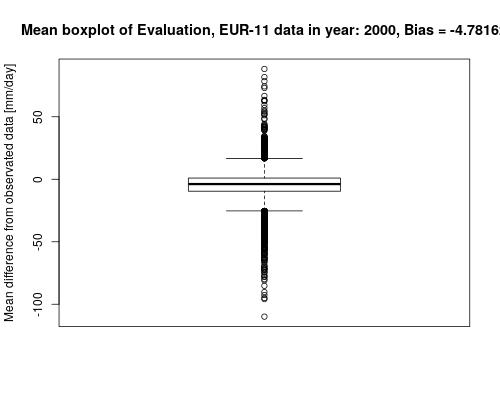 Mean boxplot of Evaluation, EUR-11 data in year: 2000, Bias = -4.7816
Mean difference from observated data [mm/day]
50
0
-50
-100